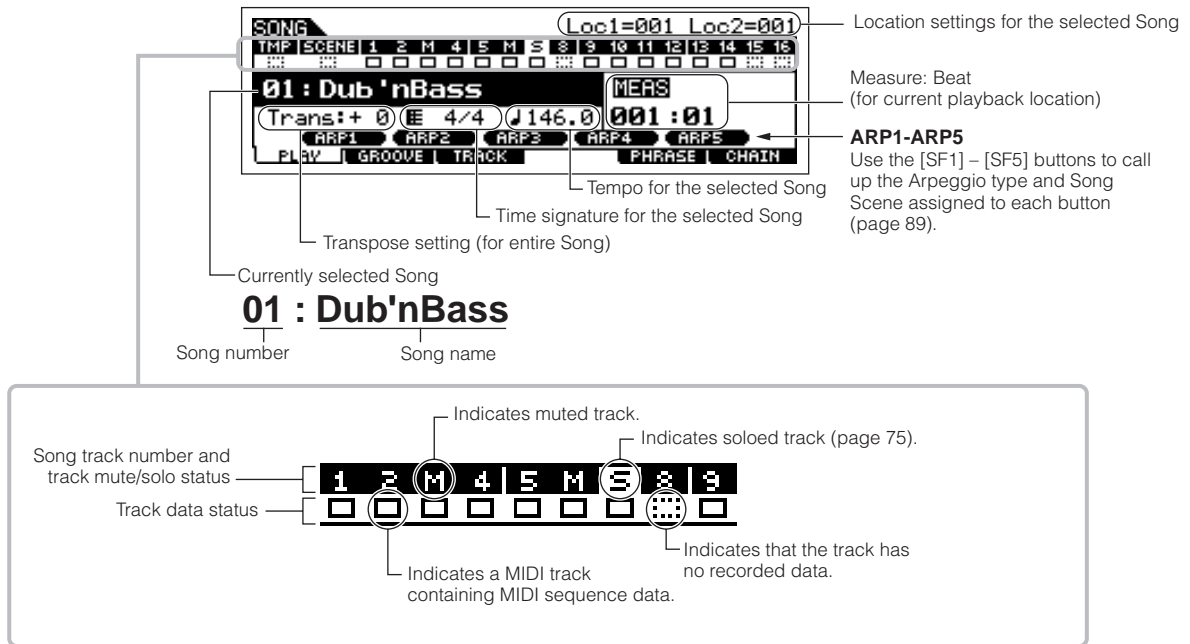 SONG
Loc1=001 Loc2=001
Location settings for the selected Song
TMP SCENE 1 2 M 4 5 M S 8 9 10 11 12 13 14 15 16
01:Dub'nBass
MEAS
Measure: Beat
(for current playback location)
Trans:+ 0
4/4
♩146.0
001:01
ARP1 ARP2 ARP3 ARP4 ARP5
PLAY GROOVE TRACK PHRASE CHAIN
ARP1-ARP5
Use the [SF1] – [SF5] buttons to call
up the Arpeggio type and Song
Scene assigned to each button
(page 89).
Tempo for the selected Song
Time signature for the selected Song
Transpose setting (for entire Song)
Currently selected Song
01 : Dub'nBass
Song number
Song name
Indicates muted track.
Indicates soloed track (page 75).
Song track number and
track mute/solo status
1 2 M 4 5 M S 8 9
Track data status
Indicates that the track has
no recorded data.
Indicates a MIDI track
containing MIDI sequence data.